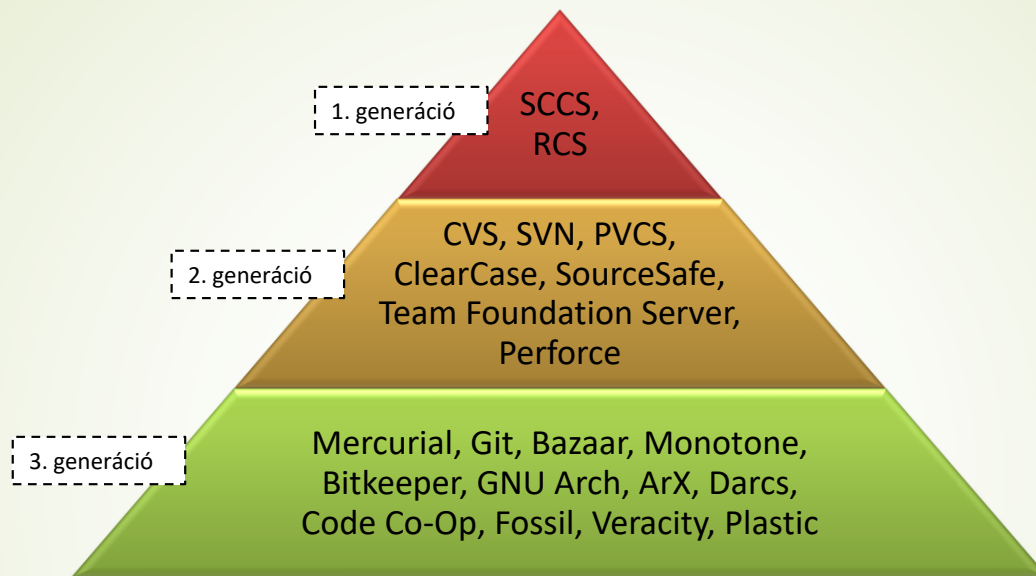 1. generáció
SCCS,
RCS
2. generáció
CVS, SVN, PVCS,
ClearCase, SourceSafe,
Team Foundation Server,
Perforce
3. generáció
Mercurial, Git, Bazaar, Monotone,
Bitkeeper, GNU Arch, ArX, Darcs,
Code Co-Op, Fossil, Veracity, Plastic